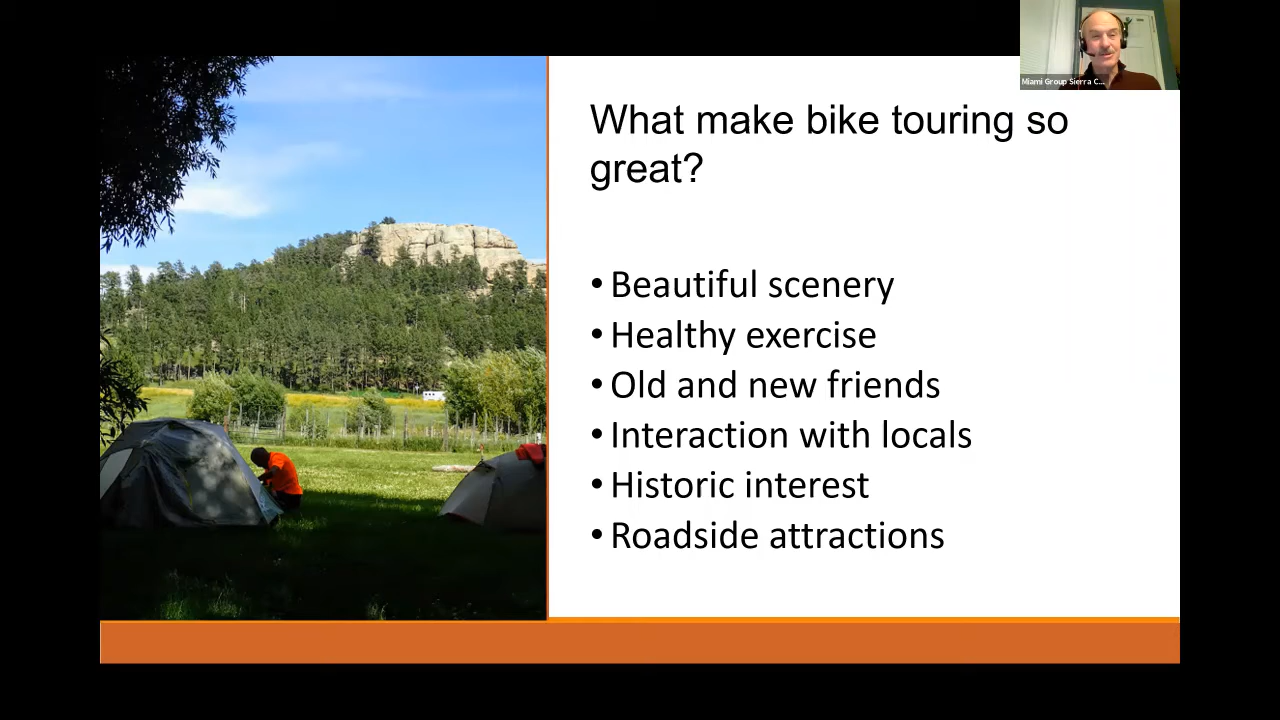 Miami Group Sierra C...
What make bike touring so
great?
• Beautiful scenery
• Healthy exercise
• Old and new friends
• Interaction with locals
• Historic interest
• Roadside attractions